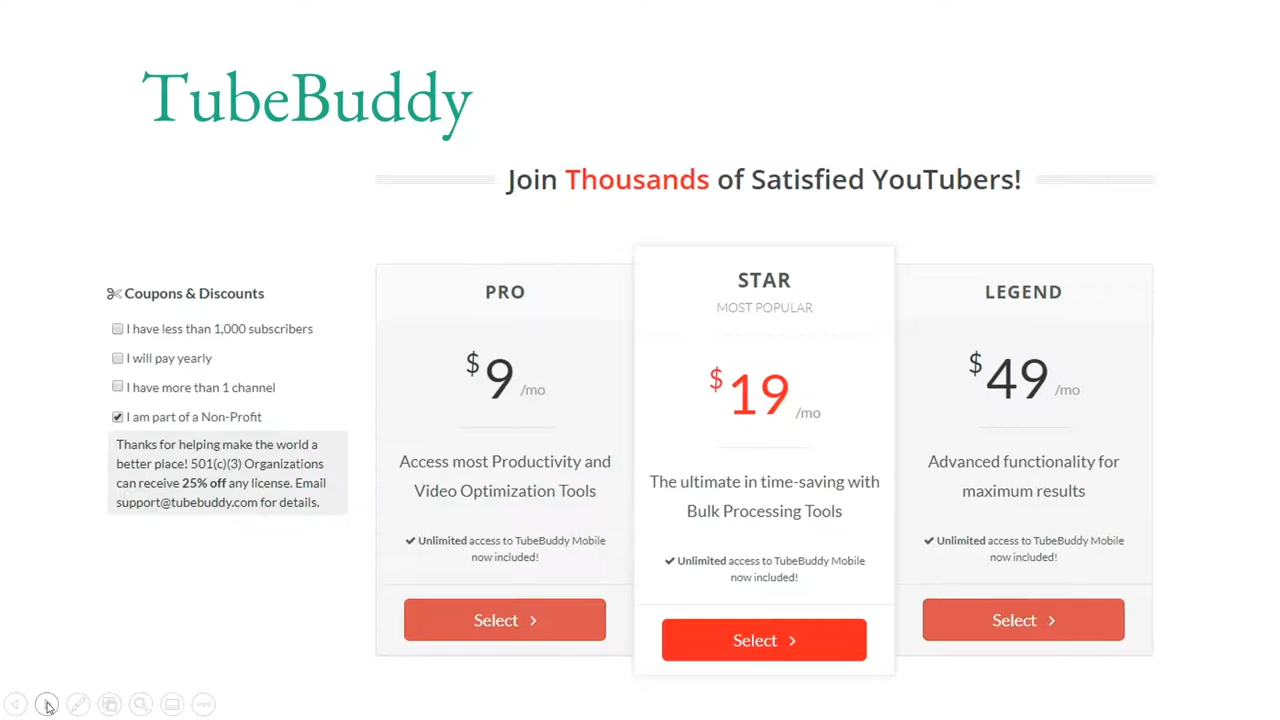 TubeBuddy
Join Thousands of Satisfied YouTubers!
Coupons & Discounts
I have less than 1,000 subscribers
I will pay yearly
I have more than 1 channel
I am part of a Non-Profit
Thanks for helping make the world a
better place! 501(c)(3) Organizations
can receive 25% off any license. Email
support@tubebuddy.com for details.
PRO
$9 /mo
Access most Productivity and
Video Optimization Tools
Unlimited access to TubeBuddy Mobile
now included!
Select
STAR
MOST POPULAR
$19 /mo
The ultimate in time-saving with
Bulk Processing Tools
Unlimited access to TubeBuddy Mobile
now included!
Select
LEGEND
$49 /mo
Advanced functionality for
maximum results
Unlimited access to TubeBuddy Mobile
now included!
Select